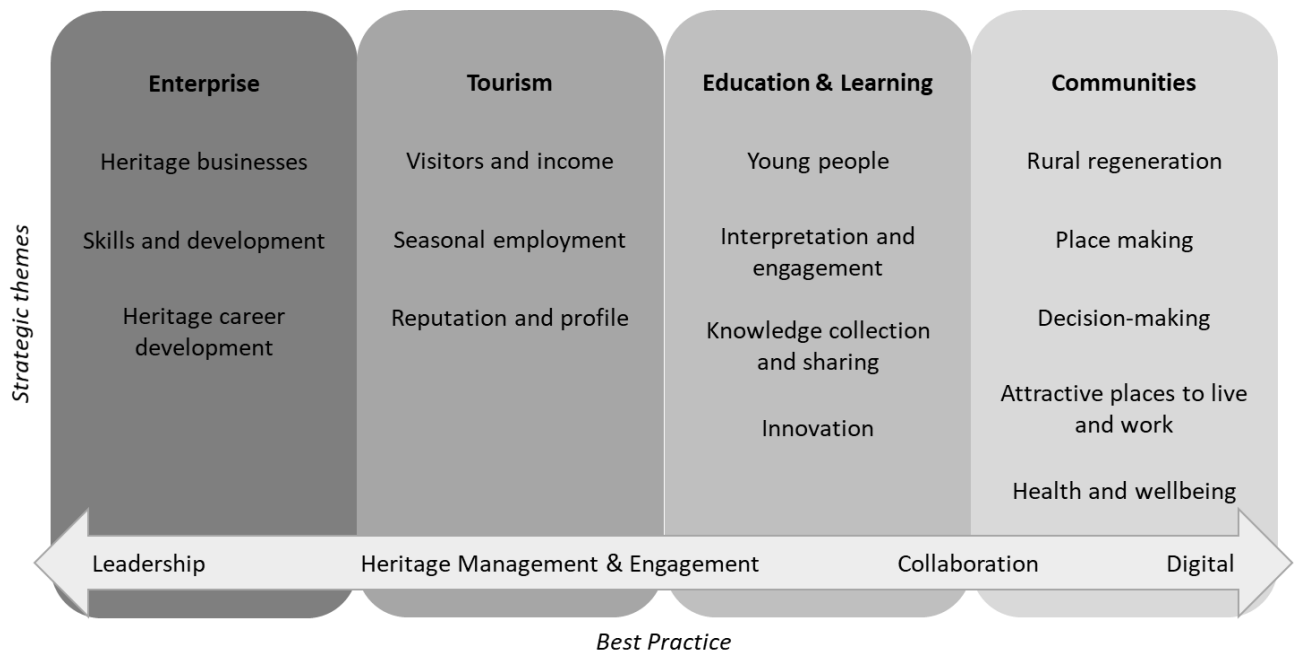 Enterprise
Heritage businesses
Skills and development
Heritage career
development
Tourism
Visitors and income
Seasonal employment
Reputation and profile
Education & Learning
Young people
Interpretation and
engagement
Knowledge collection
and sharing
Innovation
Communities
Rural regeneration
Place making
Decision-making
Attractive places to live
and work
Health and wellbeing
Strategic themes
Leadership
Heritage Management & Engagement
Collaboration
Digital
Best Practice